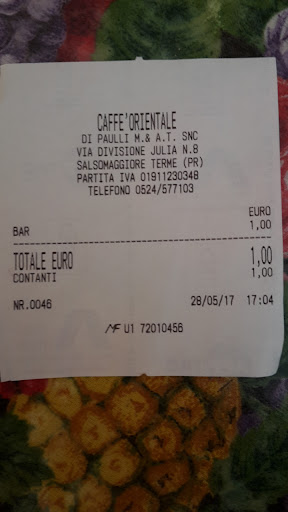 CAFFE'ORIENTALE
DI PAULLI M.& A.T. SNC
VIA DIVISIONE JULIA N.8
SALSOMAGGIORE TERME (PR)
PARTITA IVA 01911230348
TELEFONO 0524/577103
EURO
BAR 1,00
TOTALE EURO 1,00
CONTANTI 1,00
NR.0046 28/05/17 17:04
MF U1 72010456